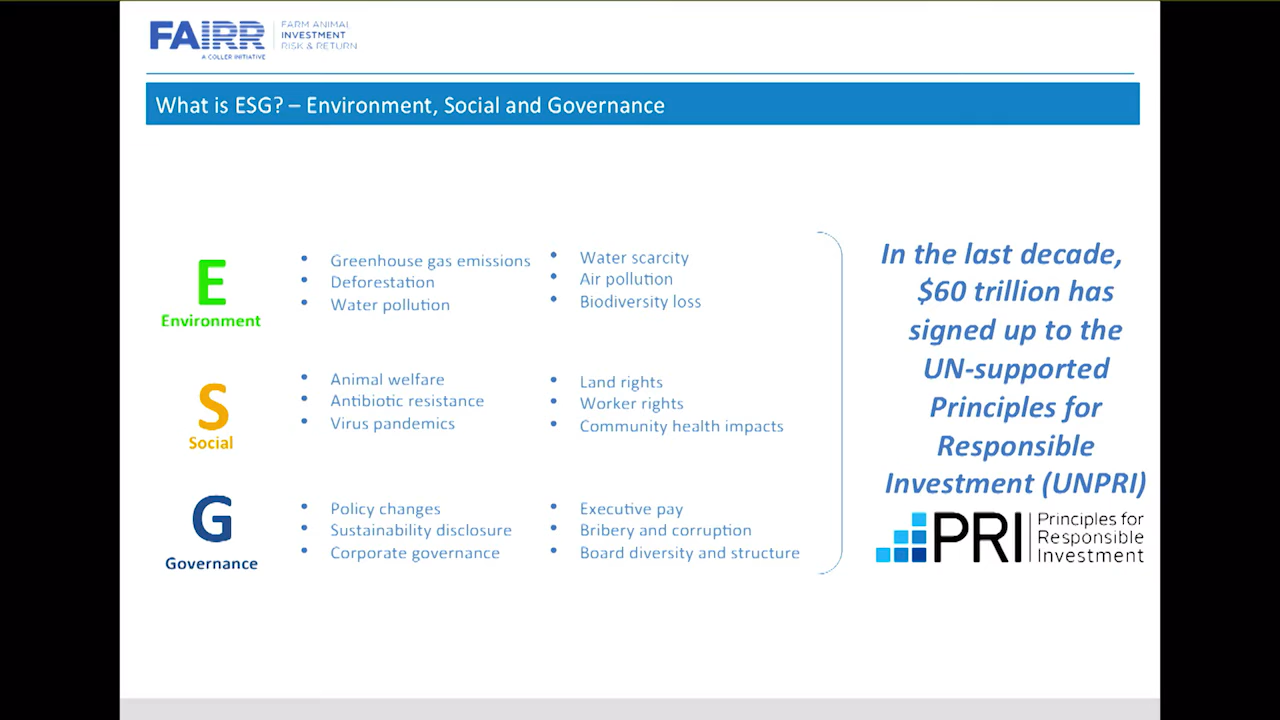 FAIRR
A COLLER INITIATIVE
FARM ANIMAL
INVESTMENT
RISK & RETURN
What is ESG? – Environment, Social and Governance
E
Environment
• Greenhouse gas emissions
• Deforestation
• Water pollution
• Water scarcity
• Air pollution
• Biodiversity loss
S
Social
• Animal welfare
• Antibiotic resistance
• Virus pandemics
• Land rights
• Worker rights
• Community health impacts
G
Governance
• Policy changes
• Sustainability disclosure
• Corporate governance
• Executive pay
• Bribery and corruption
• Board diversity and structure
In the last decade,
$60 trillion has
signed up to the
UN-supported
Principles for
Responsible
Investment (UNPRI)
PRI
Principles for
Responsible
Investment